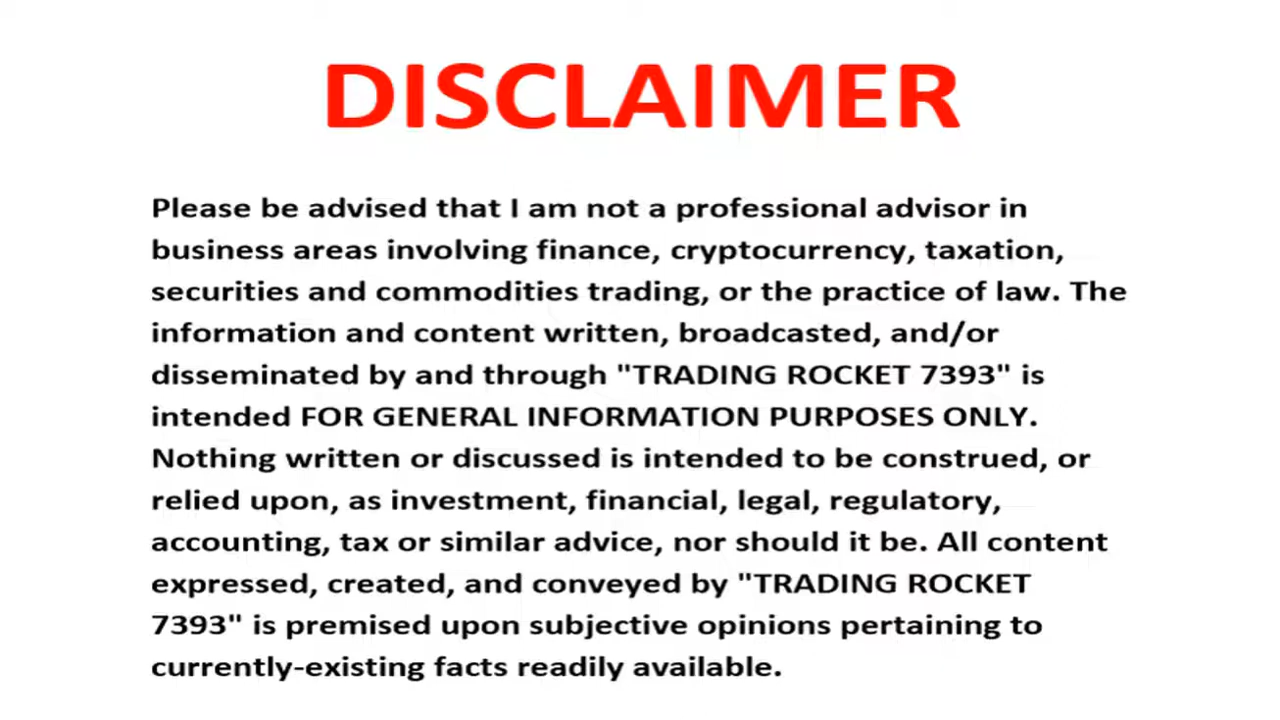 DISCLAIMER
Please be advised that I am not a professional advisor in
business areas involving finance, cryptocurrency, taxation,
securities and commodities trading, or the practice of law. The
information and content written, broadcasted, and/or
disseminated by and through "TRADING ROCKET 7393" is
intended FOR GENERAL INFORMATION PURPOSES ONLY.
Nothing written or discussed is intended to be construed, or
relied upon, as investment, financial, legal, regulatory,
accounting, tax or similar advice, nor should it be. All content
expressed, created, and conveyed by "TRADING ROCKET
7393" is premised upon subjective opinions pertaining to
currently-existing facts readily available.